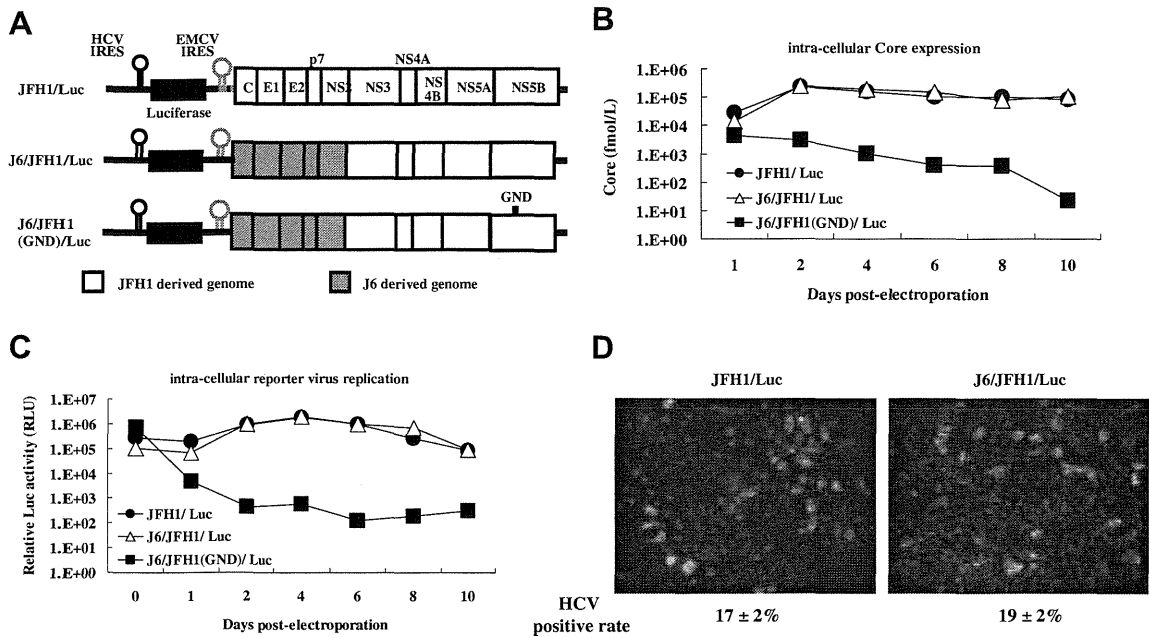 A
HCV
IRES
EMCV
IRES
p7
NS4A
JFH1/Luc
C E1 E2 NS2 NS3 NS
4B NS5A NS5B
Luciferase
J6/JFH1/Luc
GND
J6/JFH1
(GND)/Luc
JFH1 derived genome
J6 derived genome
B
intra-cellular Core expression
Core (fmol/L)
1.E+06
1.E+05
1.E+04
1.E+03
1.E+02
1.E+01
1.E+00
JFH1/ Luc
J6/JFH1/ Luc
J6/JFH1(GND)/ Luc
1 2 4 6 8 10
Days post-electroporation
C
intra-cellular reporter virus replication
Relative Luc activity (RLU)
1.E+07
1.E+06
1.E+05
1.E+04
1.E+03
1.E+02
1.E+01
1.E+00
JFH1/ Luc
J6/JFH1/ Luc
J6/JFH1(GND)/ Luc
0 1 2 4 6 8 10
Days post-electroporation
D
JFH1/Luc
J6/JFH1/Luc
HCV
positive rate
17 ± 2%
19 ± 2%